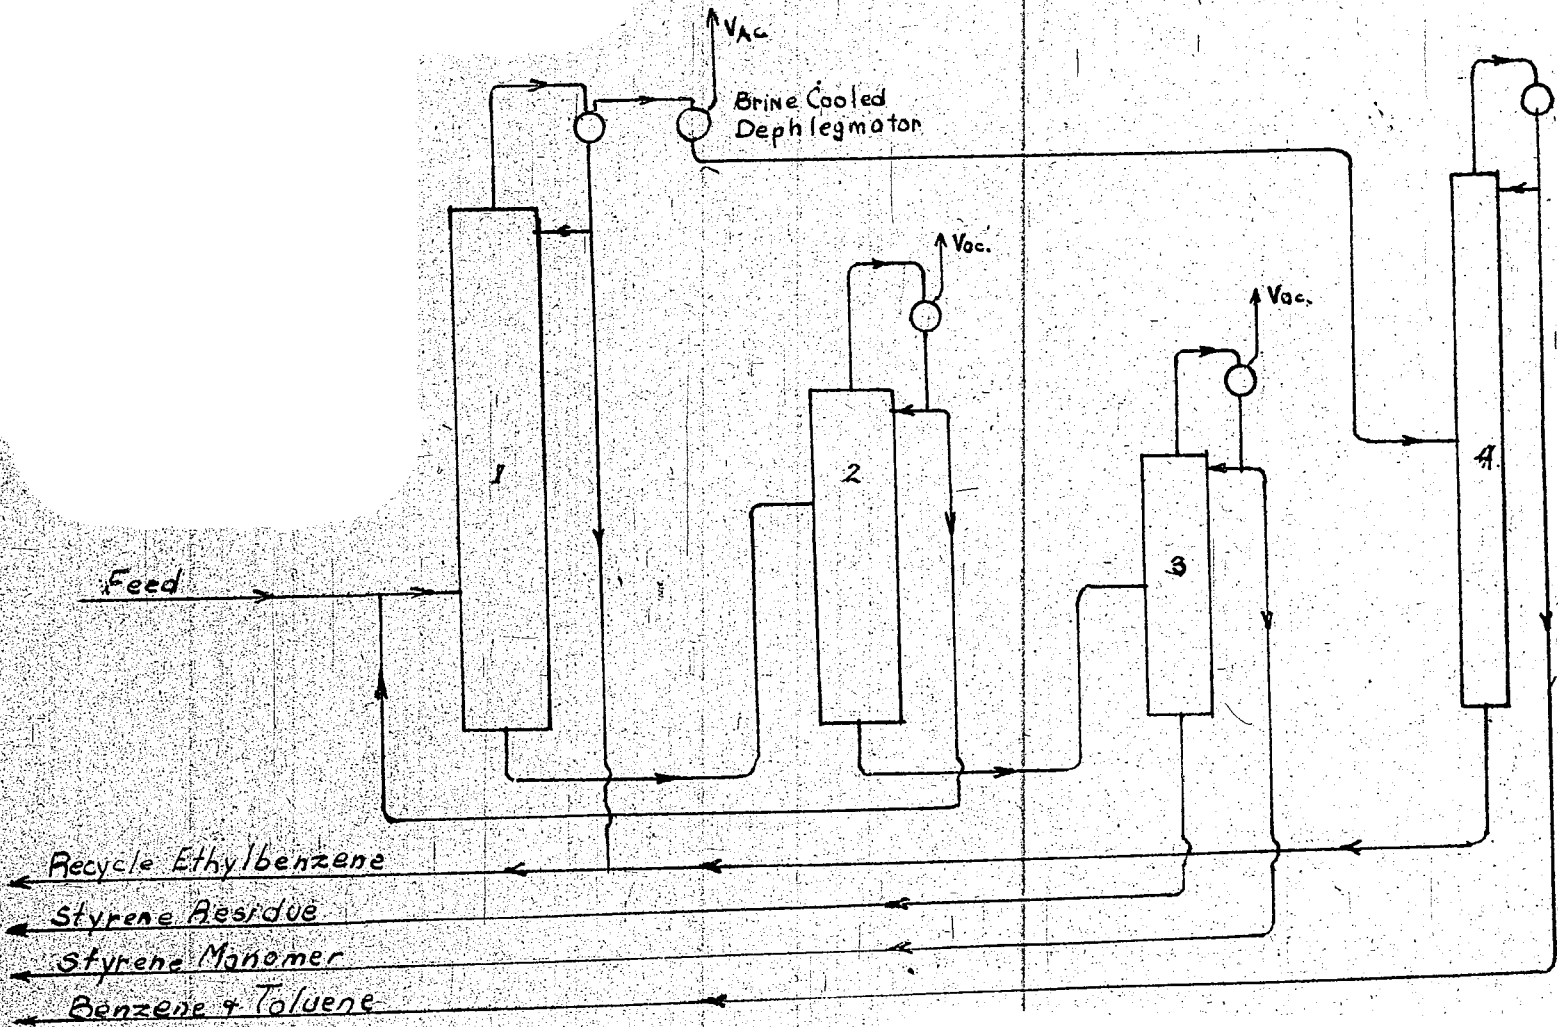 VAc.
Brine Cooled
Dephlegmator
Vac.
Vac.
1
2
3
4
Feed
Recycle Ethylbenzene
Styrene Residue
Styrene Monomer
Benzene & Toluene